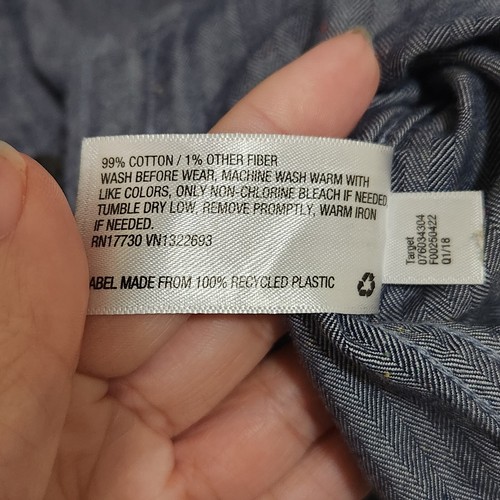 99% COTTON / 1% OTHER FIBER
WASH BEFORE WEAR, MACHINE WASH WARM WITH
LIKE COLORS, ONLY NON-CHLORINE BLEACH IF NEEDED
TUMBLE DRY LOW, REMOVE PROMPTLY, WARM IRON
IF NEEDED.
RN17730 VN1322693
ABEL MADE FROM 100% RECYCLED PLASTIC
Target
076034304
F00250422
01/18